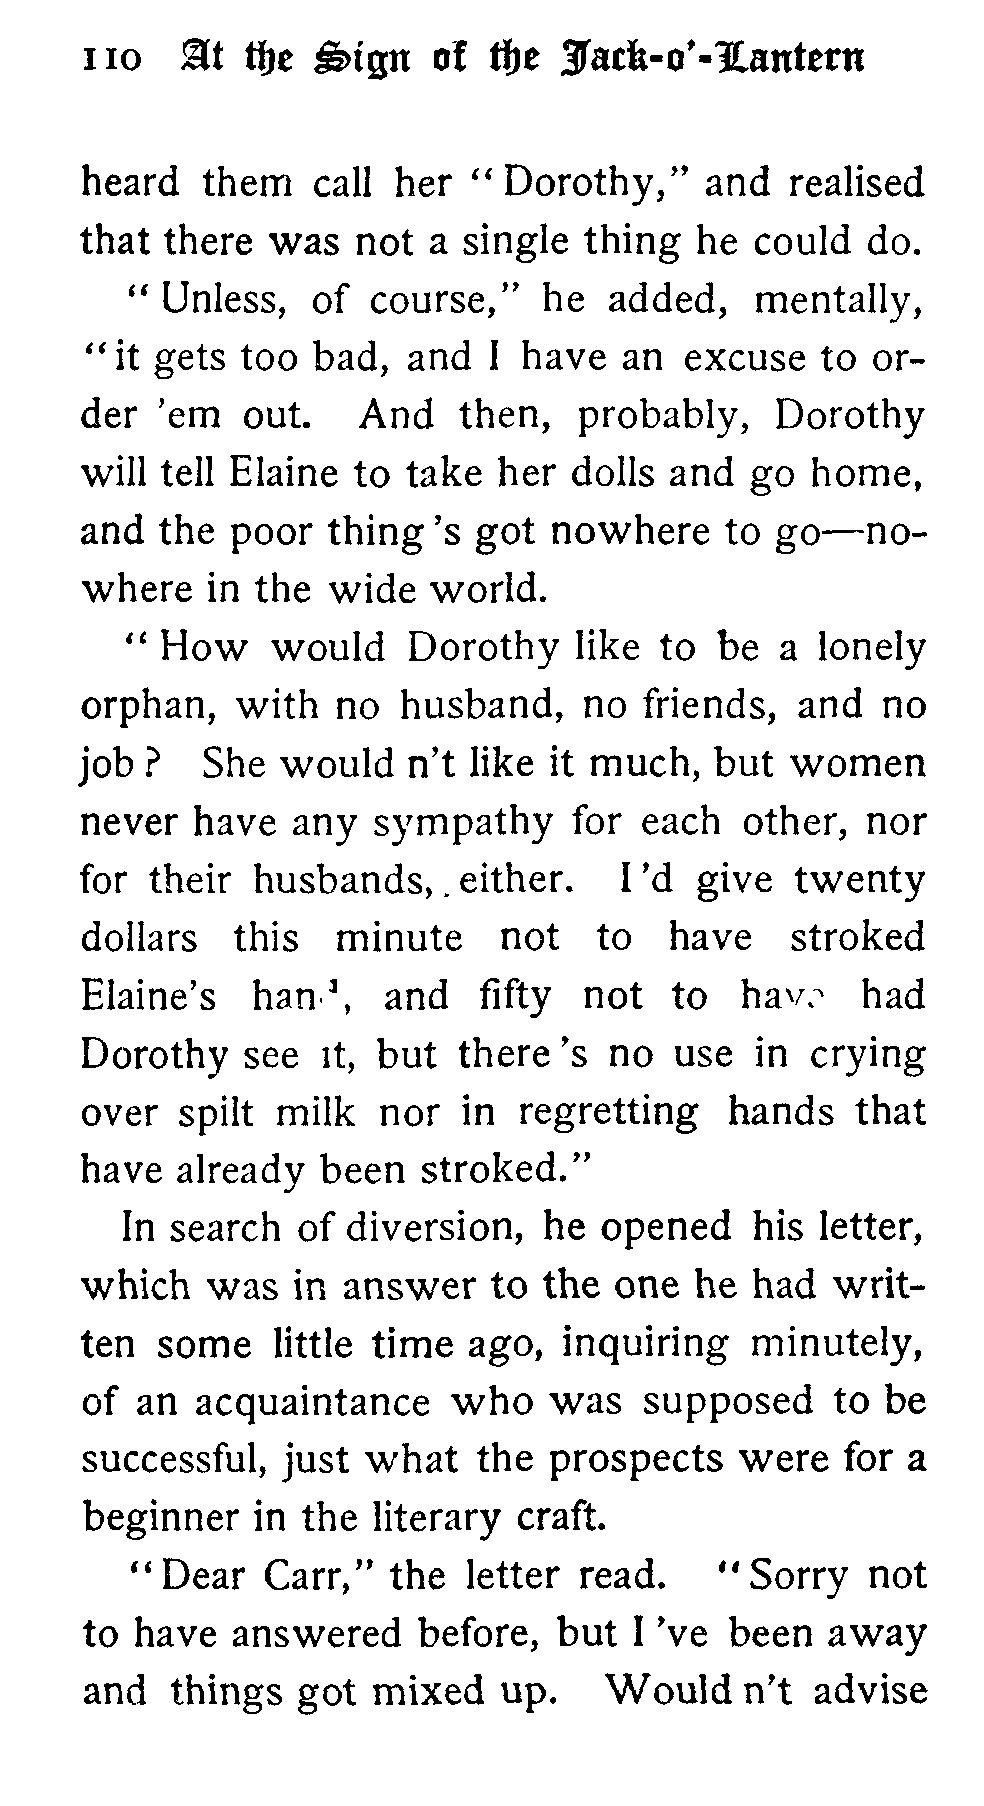 110 At the Sign of the Jack-o'-Lantern
heard them call her “Dorothy,” and realised
that there was not a single thing he could do.
“Unless, of course,” he added, mentally,
“it gets too bad, and I have an excuse to or-
der ’em out. And then, probably, Dorothy
will tell Elaine to take her dolls and go home,
and the poor thing ’s got nowhere to go—no-
where in the wide world.
“How would Dorothy like to be a lonely
orphan, with no husband, no friends, and no
job? She would n’t like it much, but women
never have any sympathy for each other, nor
for their husbands, either. I ’d give twenty
dollars this minute not to have stroked
Elaine’s hand, and fifty not to have had
Dorothy see it, but there ’s no use in crying
over spilt milk nor in regretting hands that
have already been stroked.”
In search of diversion, he opened his letter,
which was in answer to the one he had writ-
ten some little time ago, inquiring minutely,
of an acquaintance who was supposed to be
successful, just what the prospects were for a
beginner in the literary craft.
“Dear Carr,” the letter read. “Sorry not
to have answered before, but I ’ve been away
and things got mixed up. Would n’t advise